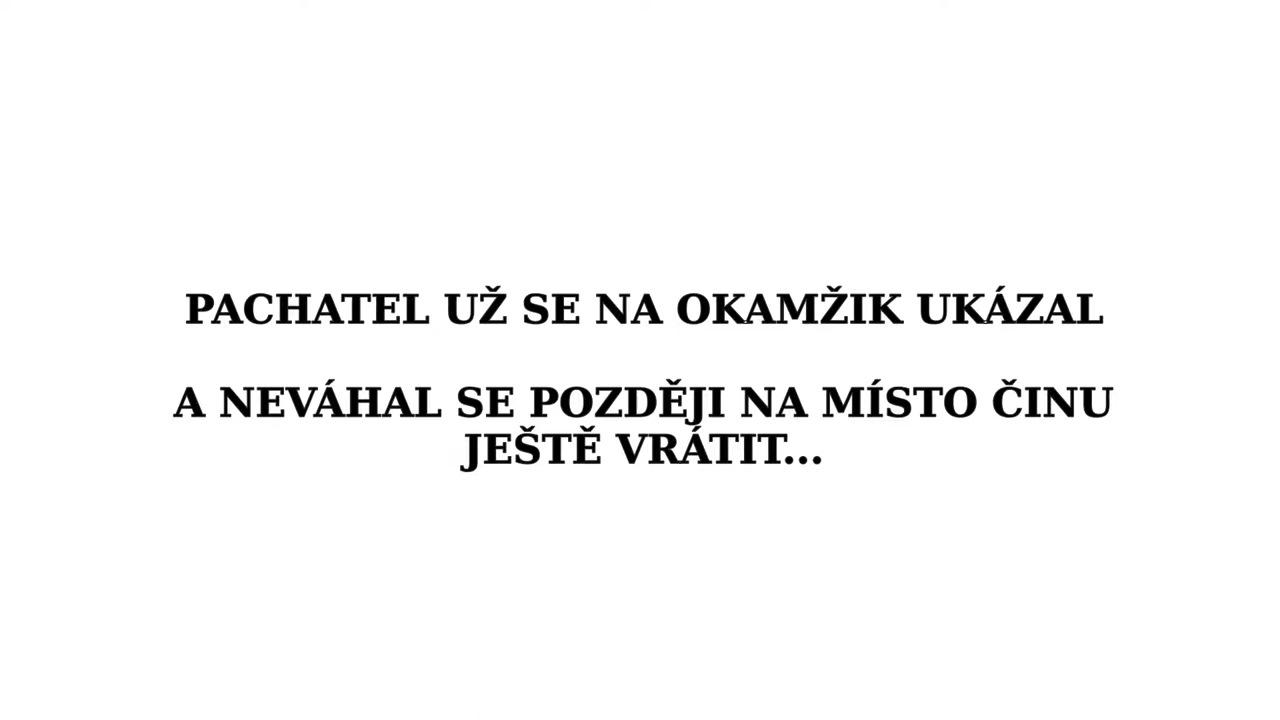 PACHATEL UŽ SE NA OKAMŽIK UKÁZAL
A NEVÁHAL SE POZDĚJI NA MÍSTO ČINU
JEŠTĚ VRÁTIT...